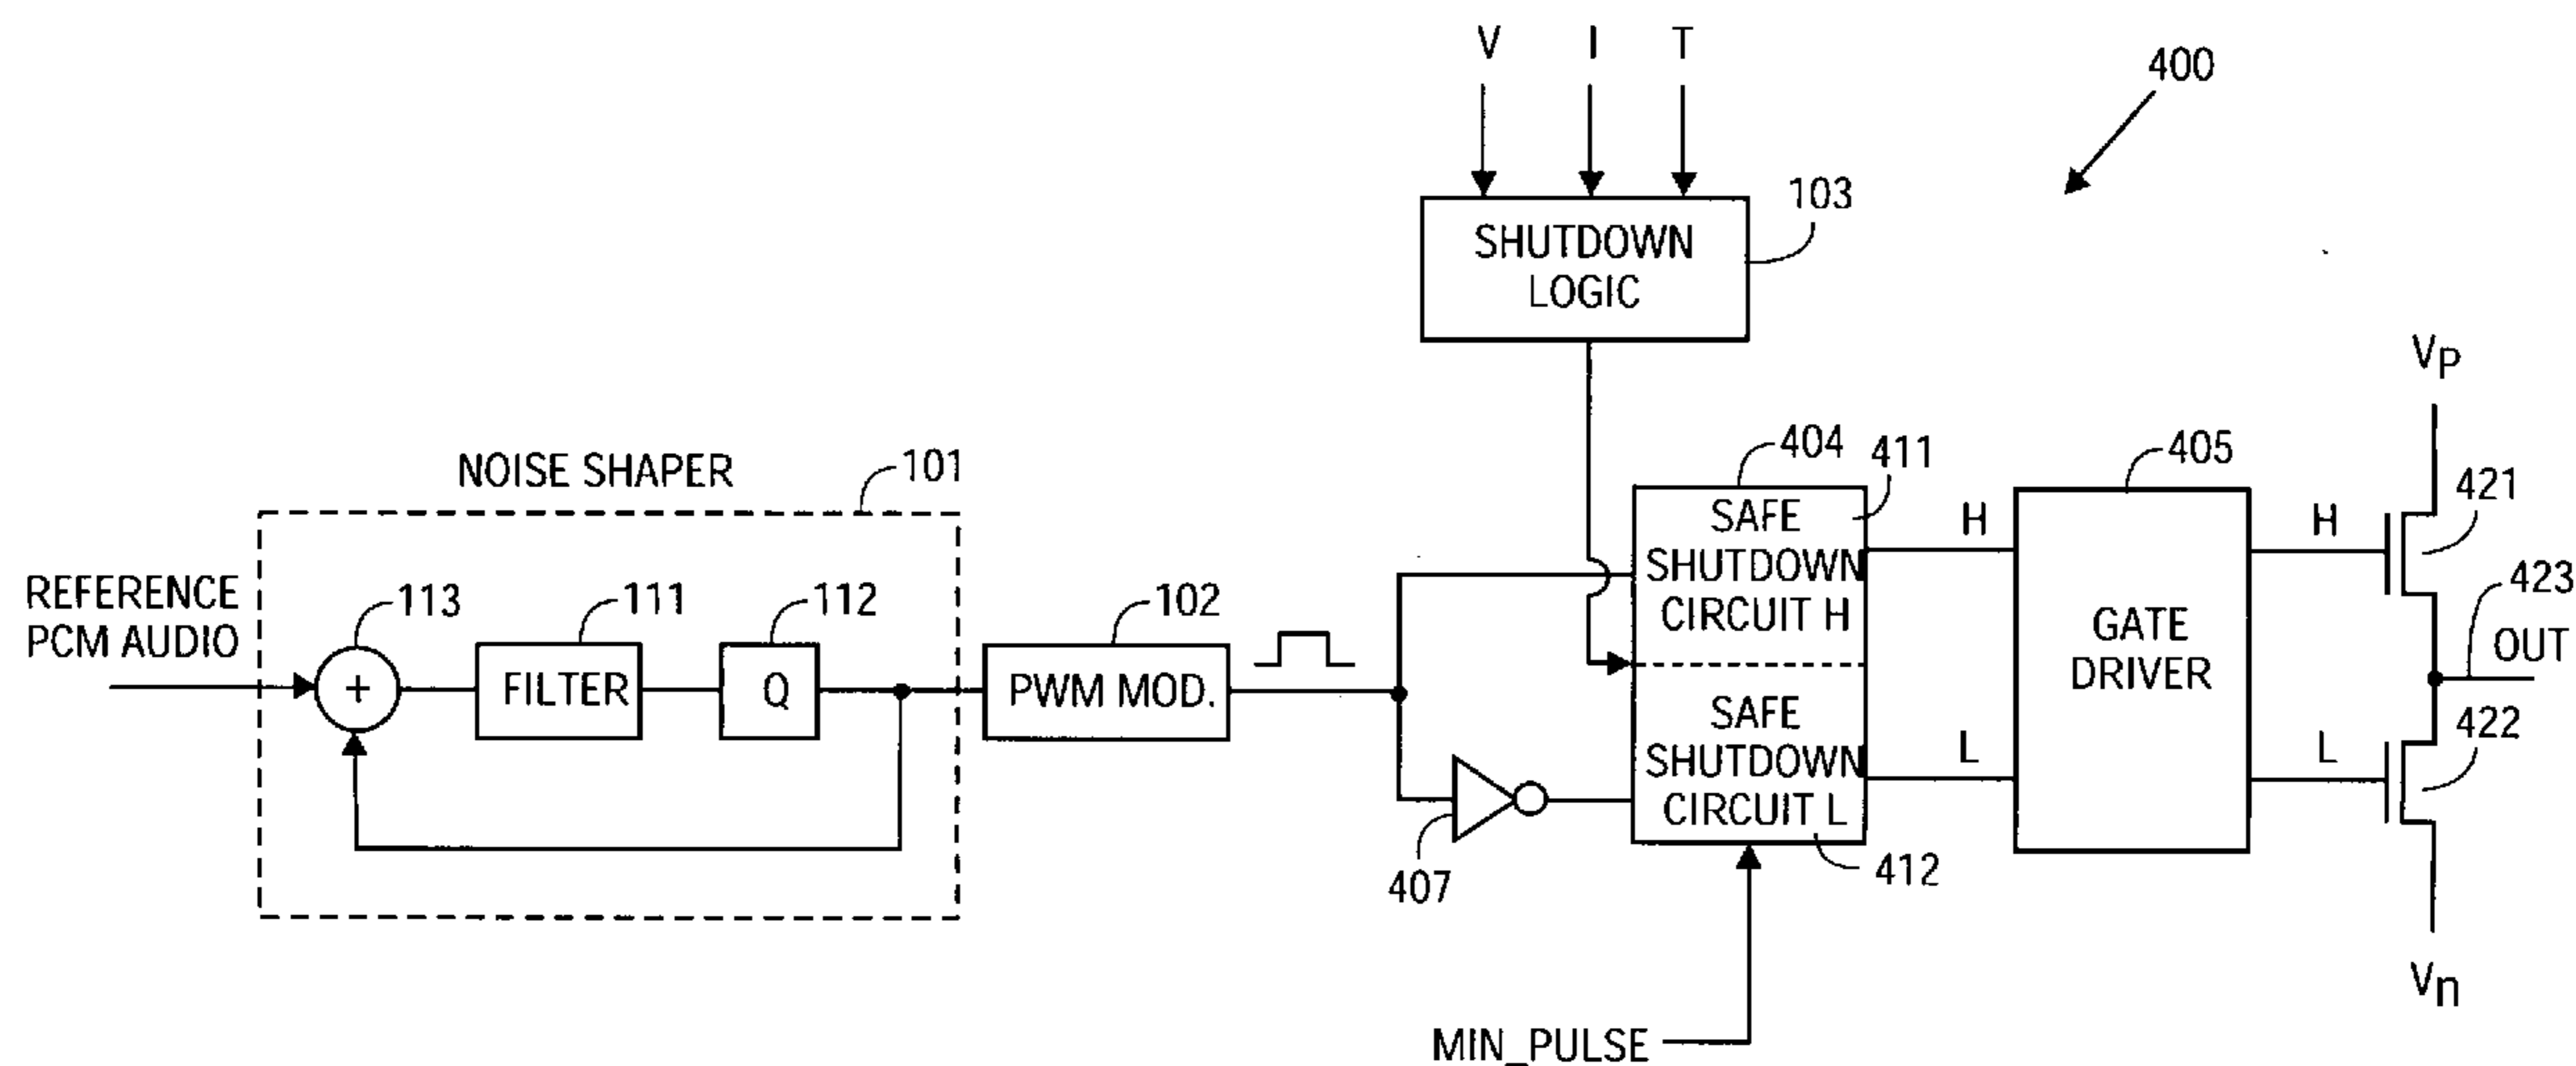 V I T
400
103
SHUTDOWN
LOGIC
VP
NOISE SHAPER
101
404
411
405
421
REFERENCE
PCM AUDIO
113
111
112
102
+
FILTER
Q
PWM MOD.
SAFE
SHUTDOWN
CIRCUIT H
SAFE
SHUTDOWN
CIRCUIT L
H
L
GATE
DRIVER
H
L
423
OUT
422
407
412
Vn
MIN_PULSE